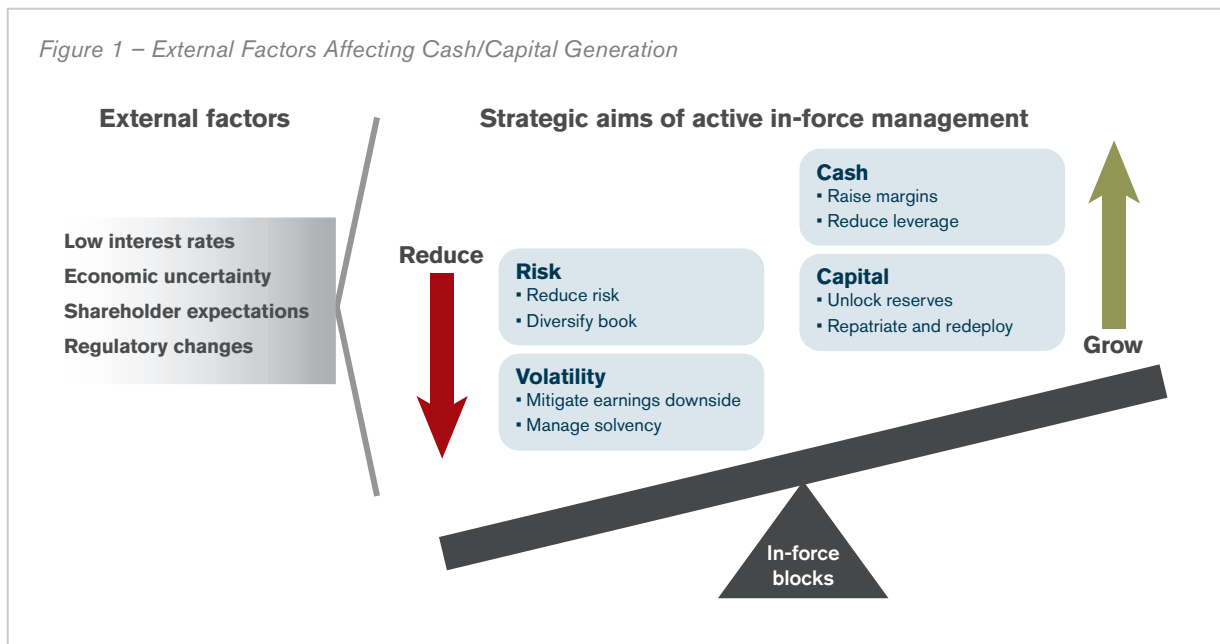 Figure 1 – External Factors Affecting Cash/Capital Generation
External factors
Low interest rates
Economic uncertainty
Shareholder expectations
Regulatory changes
Strategic aims of active in-force management
Reduce
Risk
▪ Reduce risk
▪ Diversify book
Volatility
▪ Mitigate earnings downside
▪ Manage solvency
Cash
▪ Raise margins
▪ Reduce leverage
Capital
▪ Unlock reserves
▪ Repatriate and redeploy
Grow
In-force
blocks